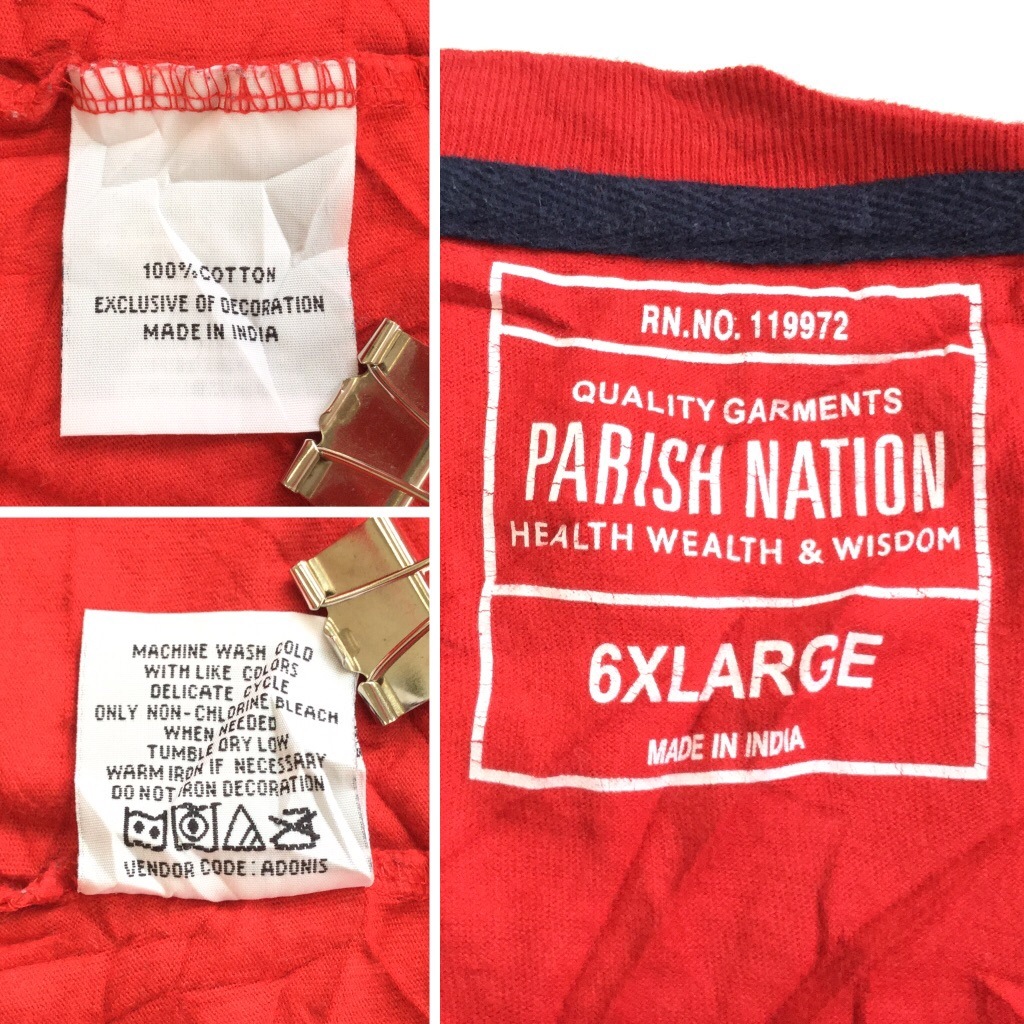 100% COTTON
EXCLUSIVE OF DECORATION
MADE IN INDIA
MACHINE WASH COLD
WITH LIKE COLORS
DELICATE CYCLE
ONLY NON-CHLORINE BLEACH
WHEN NEEDED
TUMBLE DRY LOW
WARM IRON IF NECESSARY
DO NOT IRON DECORATION
VENDOR CODE: ADONIS
RN.NO. 119972
QUALITY GARMENTS
PARISH NATION
HEALTH WEALTH & WISDOM
6XLARGE
MADE IN INDIA